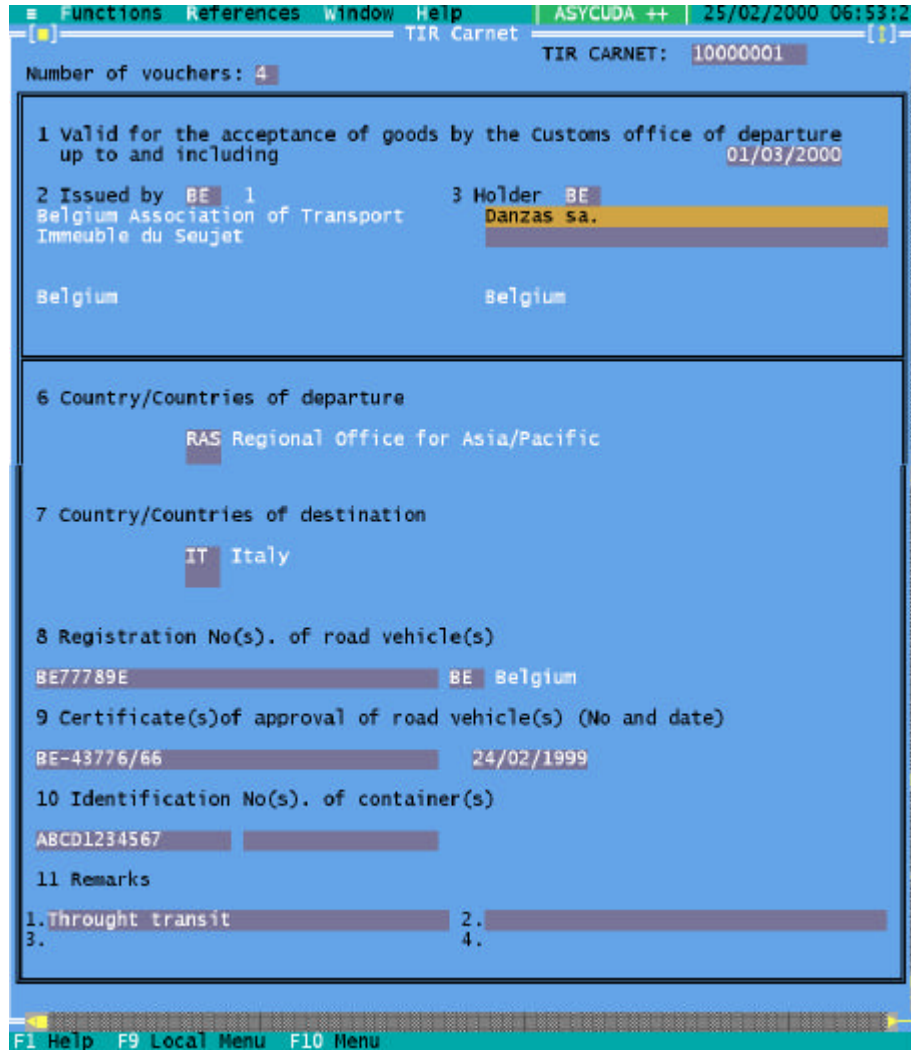 ≡ Functions References Window Help | ASYCUDA ++ | 25/02/2000 06:53:2
TIR Carnet
TIR CARNET: 10000001
Number of vouchers: 4
1 Valid for the acceptance of goods by the Customs office of departure
up to and including 01/03/2000
2 Issued by BE 1 3 Holder BE
Belgium Association of Transport Danzas sa.
Immeuble du Seujet
Belgium Belgium
6 Country/Countries of departure
RAS Regional Office for Asia/Pacific
7 Country/Countries of destination
IT Italy
8 Registration No(s). of road vehicle(s)
BE77789E BE Belgium
9 Certificate(s)of approval of road vehicle(s) (No and date)
BE-43776/66 24/02/1999
10 Identification No(s). of container(s)
ABCD1234567
11 Remarks
1.Throught transit 2.
3. 4.
F1 Help F9 Local Menu F10 Menu